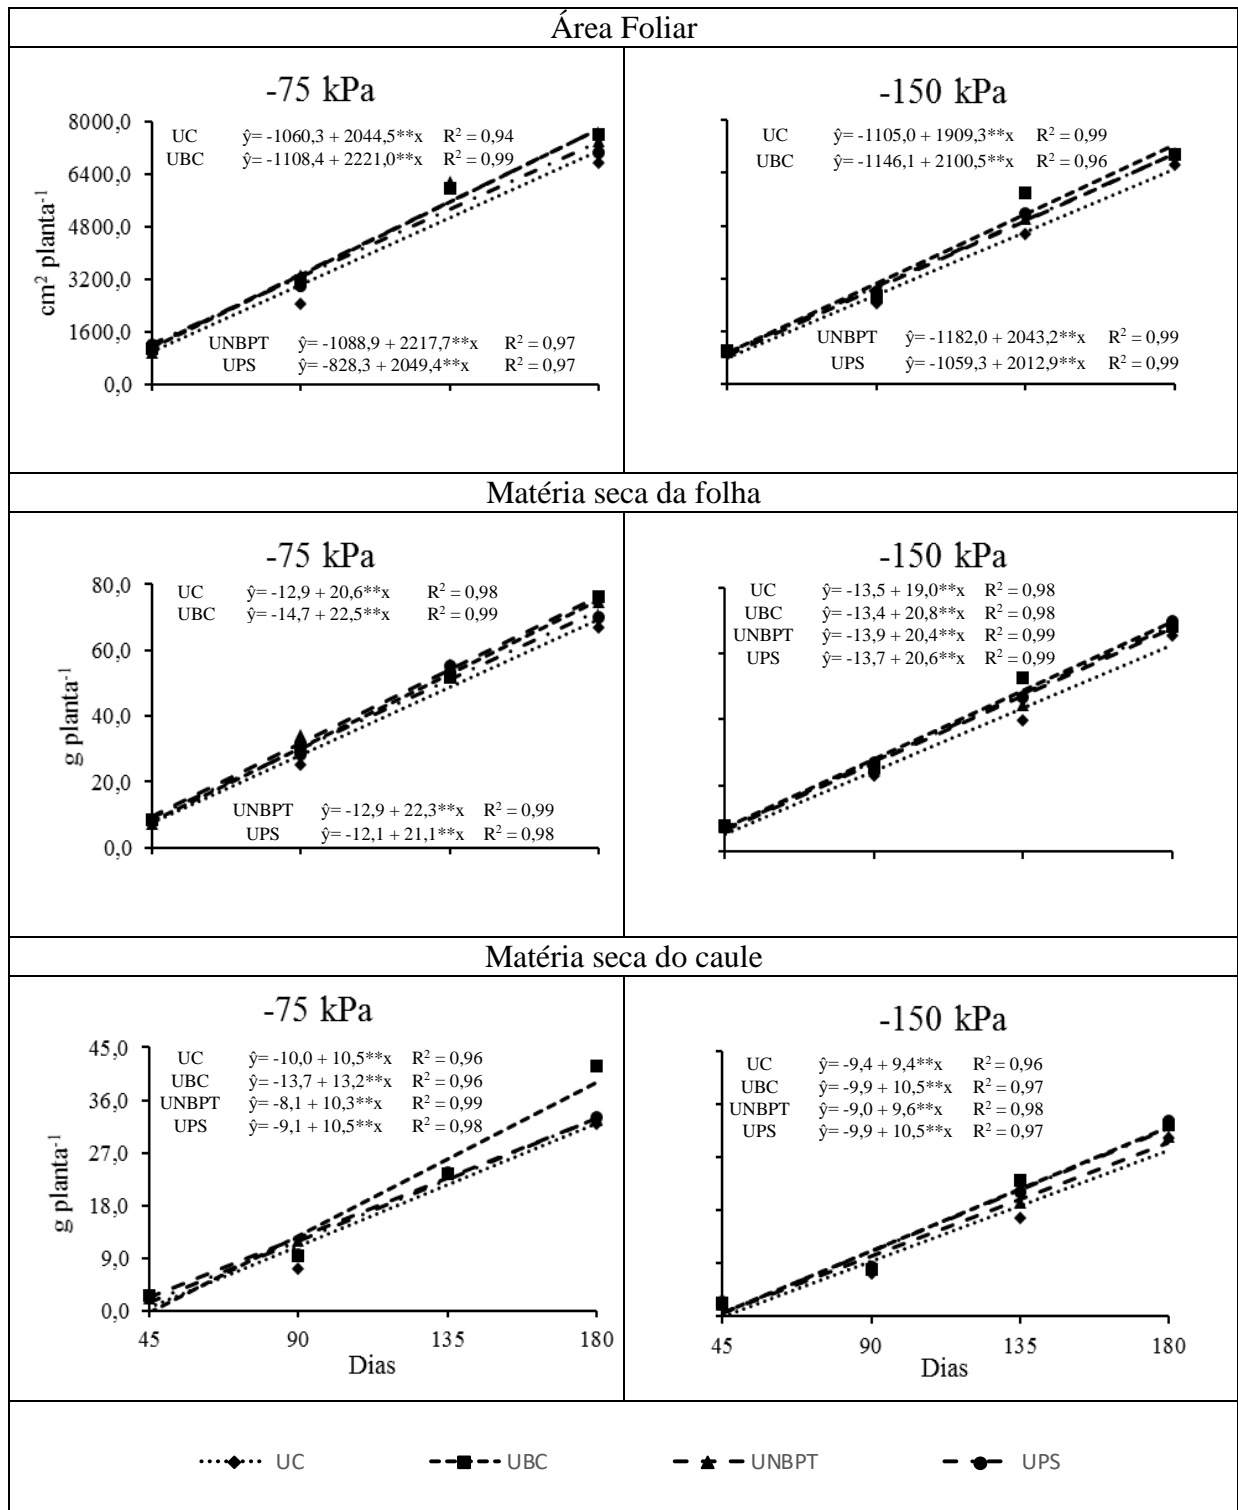 Área Foliar
-75 kPa
UC ŷ= -1060,3 + 2044,5**x R² = 0,94
UBC ŷ= -1108,4 + 2221,0**x R² = 0,99
UNBPT ŷ= -1088,9 + 2217,7**x R² = 0,97
UPS ŷ= -828,3 + 2049,4**x R² = 0,97
8000,0
6400,0
4800,0
3200,0
1600,0
0,0
cm² planta⁻¹
-150 kPa
UC ŷ= -1105,0 + 1909,3**x R² = 0,99
UBC ŷ= -1146,1 + 2100,5**x R² = 0,96
UNBPT ŷ= -1182,0 + 2043,2**x R² = 0,99
UPS ŷ= -1059,3 + 2012,9**x R² = 0,99
Matéria seca da folha
-75 kPa
UC ŷ= -12,9 + 20,6**x R² = 0,98
UBC ŷ= -14,7 + 22,5**x R² = 0,99
UNBPT ŷ= -12,9 + 22,3**x R² = 0,99
UPS ŷ= -12,1 + 21,1**x R² = 0,98
80,0
60,0
40,0
20,0
0,0
g planta⁻¹
-150 kPa
UC ŷ= -13,5 + 19,0**x R² = 0,98
UBC ŷ= -13,4 + 20,8**x R² = 0,98
UNBPT ŷ= -13,9 + 20,4**x R² = 0,99
UPS ŷ= -13,7 + 20,6**x R² = 0,99
Matéria seca do caule
-75 kPa
UC ŷ= -10,0 + 10,5**x R² = 0,96
UBC ŷ= -13,7 + 13,2**x R² = 0,96
UNBPT ŷ= -8,1 + 10,3**x R² = 0,99
UPS ŷ= -9,1 + 10,5**x R² = 0,98
45,0
36,0
27,0
18,0
9,0
0,0
g planta⁻¹
45 90 135 180
Dias
-150 kPa
UC ŷ= -9,4 + 9,4**x R² = 0,96
UBC ŷ= -9,9 + 10,5**x R² = 0,97
UNBPT ŷ= -9,0 + 9,6**x R² = 0,98
UPS ŷ= -9,9 + 10,5**x R² = 0,97
45 90 135 180
Dias
UC UBC UNBPT UPS